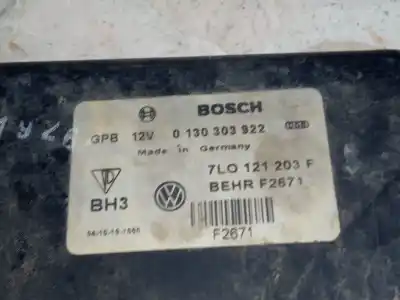 BOSCH
GPB 12V 0 130 303 922
Made in Germany
7L0 121 203 F
BEHR F2671
BH3
F2671